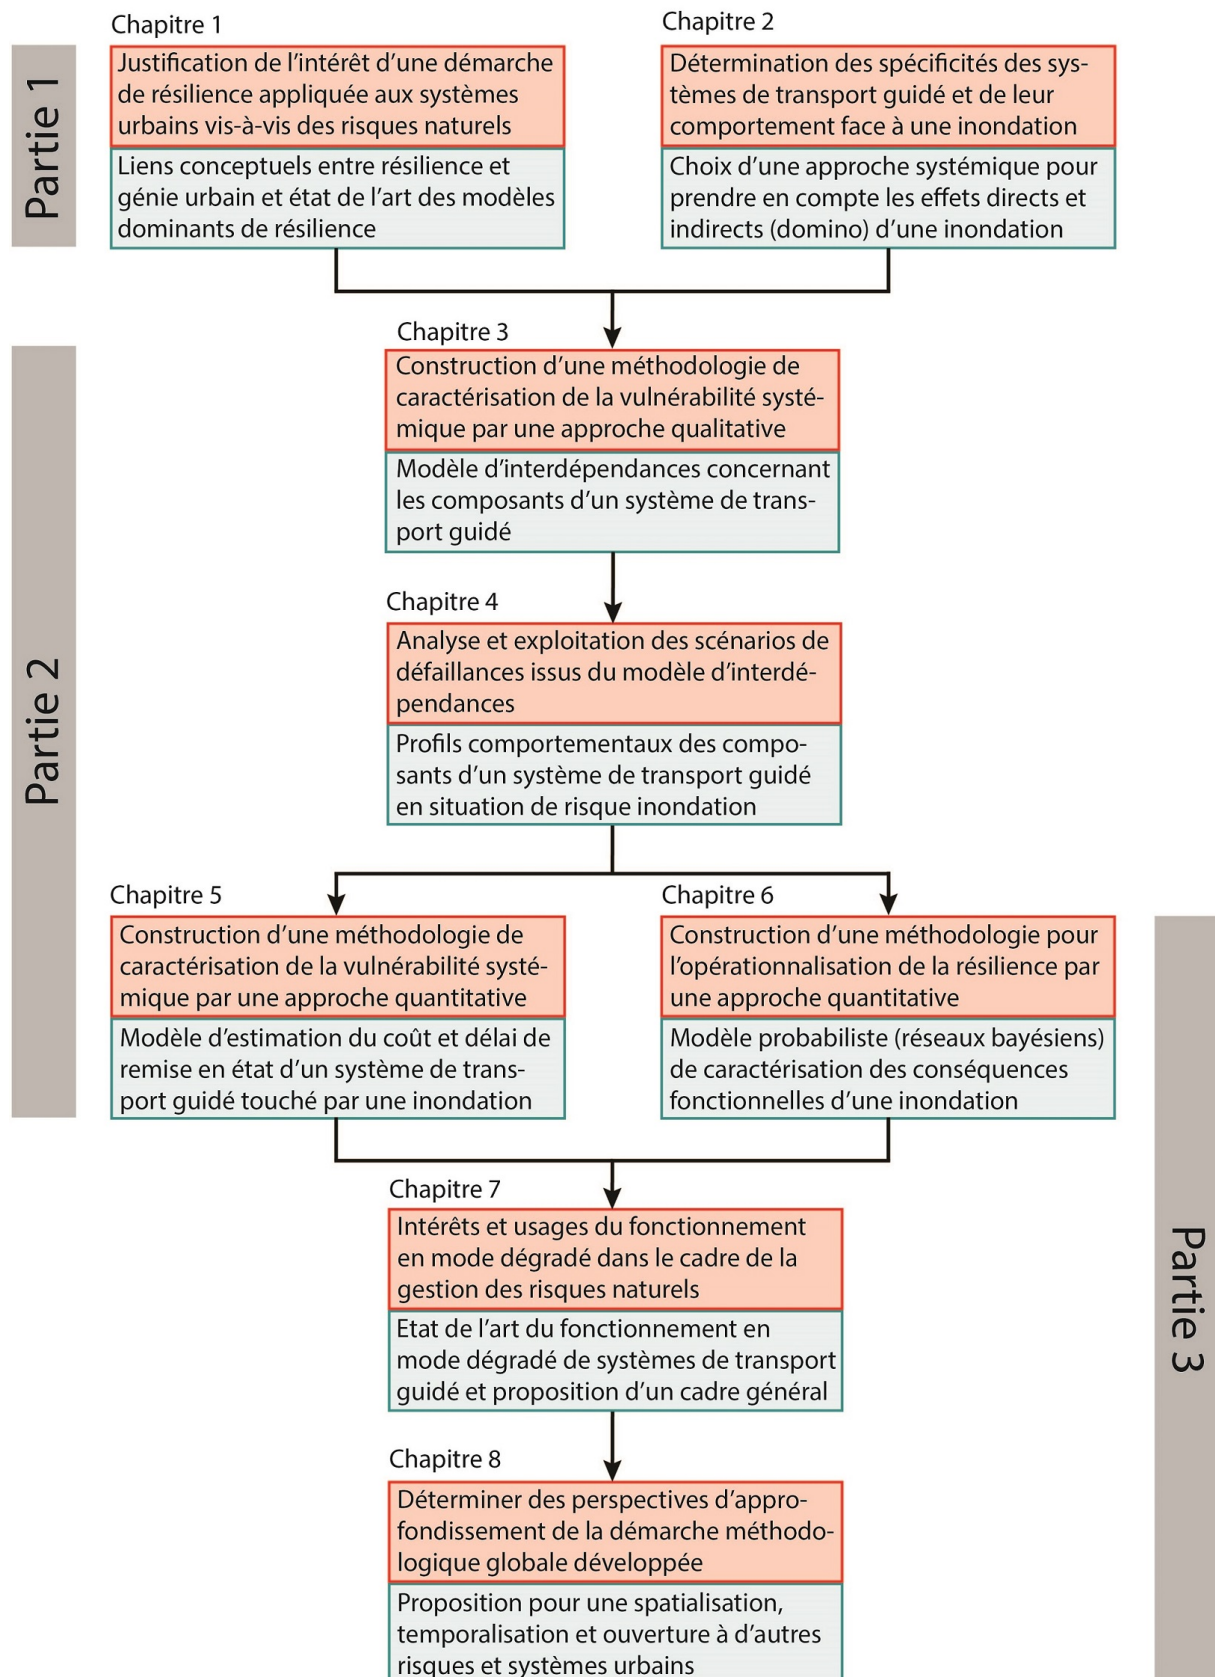 Partie 1
Chapitre 1
Justification de l’intérêt d’une démarche
de résilience appliquée aux systèmes
urbains vis-à-vis des risques naturels
Liens conceptuels entre résilience et
génie urbain et état de l’art des modèles
dominants de résilience
Chapitre 2
Détermination des spécificités des sys-
tèmes de transport guidé et de leur
comportement face à une inondation
Choix d’une approche systémique pour
prendre en compte les effets directs et
indirects (domino) d’une inondation
Partie 2
Chapitre 3
Construction d’une méthodologie de
caractérisation de la vulnérabilité systé-
mique par une approche qualitative
Modèle d’interdépendances concernant
les composants d’un système de trans-
port guidé
Chapitre 4
Analyse et exploitation des scénarios de
défaillances issus du modèle d’interdé-
pendances
Profils comportementaux des compo-
sants d’un système de transport guidé
en situation de risque inondation
Chapitre 5
Construction d’une méthodologie de
caractérisation de la vulnérabilité systé-
mique par une approche quantitative
Modèle d’estimation du coût et délai de
remise en état d’un système de trans-
port guidé touché par une inondation
Partie 3
Chapitre 6
Construction d’une méthodologie pour
l’opérationnalisation de la résilience par
une approche quantitative
Modèle probabiliste (réseaux bayésiens)
de caractérisation des conséquences
fonctionnelles d’une inondation
Chapitre 7
Intérêts et usages du fonctionnement
en mode dégradé dans le cadre de la
gestion des risques naturels
Etat de l’art du fonctionnement en
mode dégradé de systèmes de transport
guidé et proposition d’un cadre général
Chapitre 8
Déterminer des perspectives d’appro-
fondissement de la démarche méthodo-
logique globale développée
Proposition pour une spatialisation,
temporalisation et ouverture à d’autres
risques et systèmes urbains